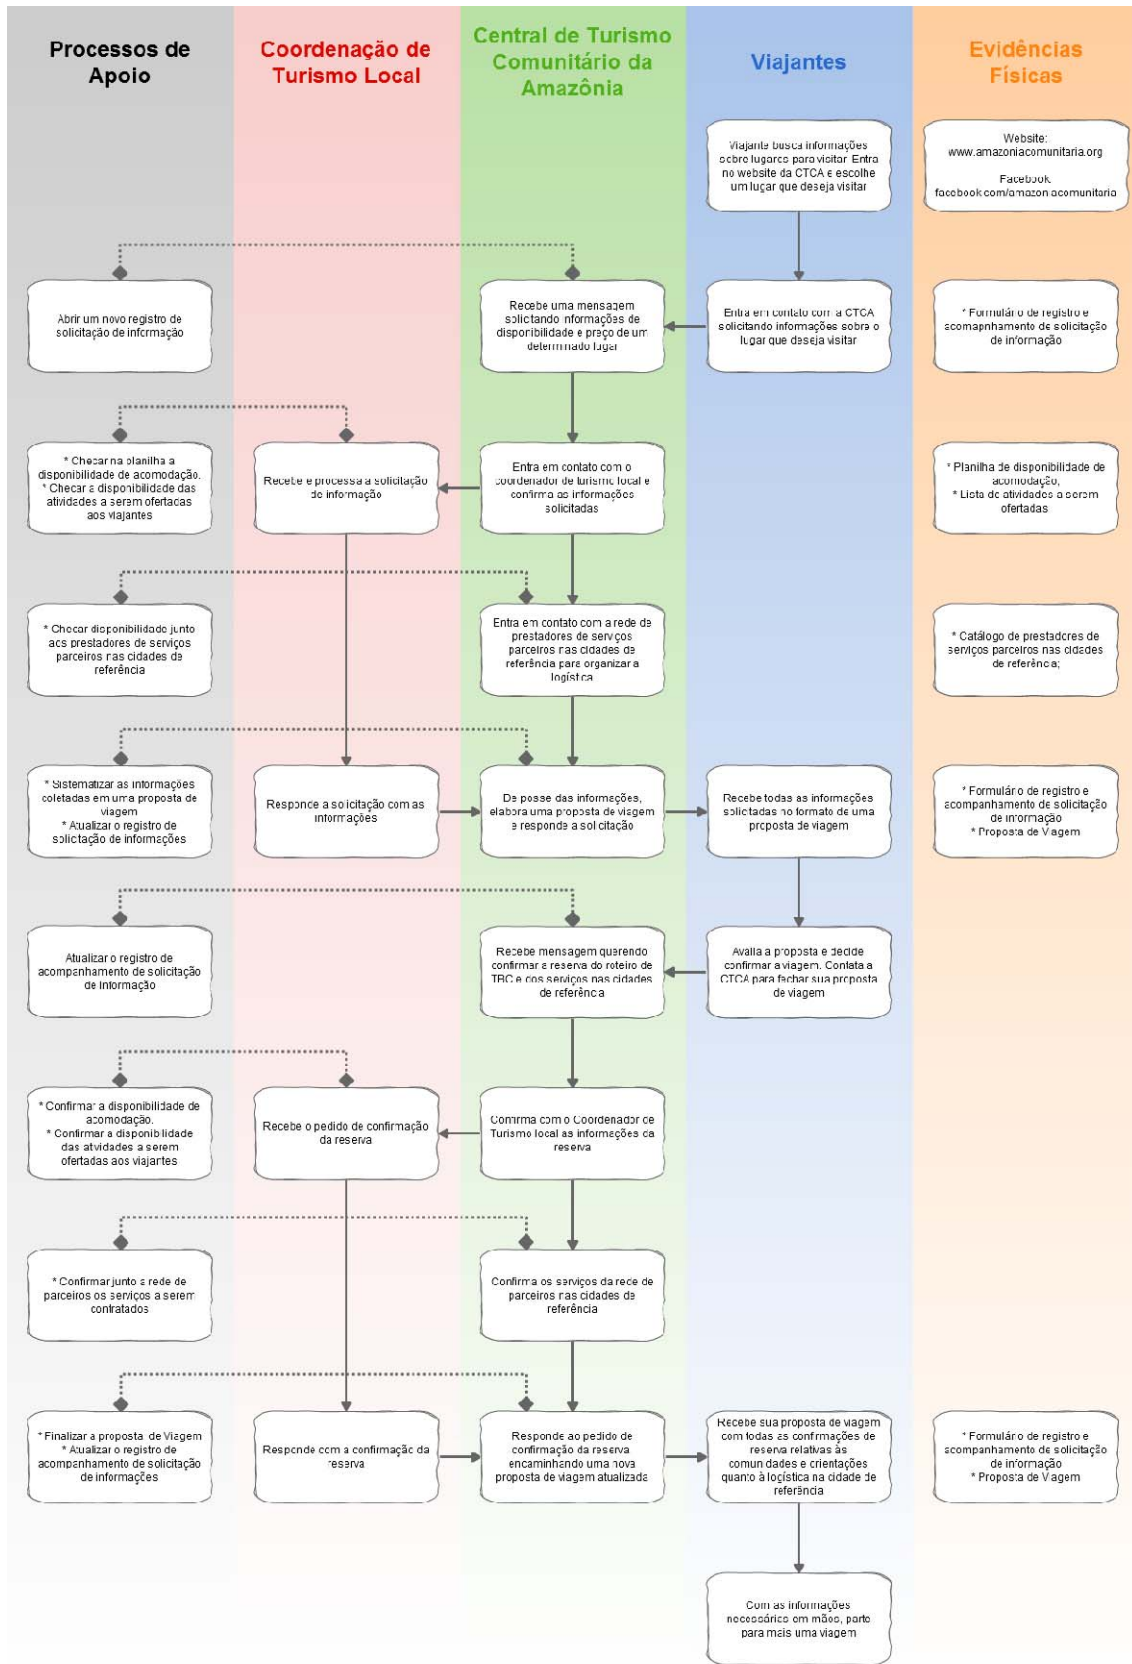 Processos de
Apoio
Coordenação de
Turismo Local
Central de Turismo
Comunitário da
Amazônia
Viajantes
Evidências
Físicas
Viajante busca informações
sobre lugares para visitar. Entra
no website da CTCA e escolhe
um lugar que deseja visitar
Website:
www.amazoniacomunitaria.org
Facebook:
facebook.com/amazoniacomunitaria
Abrir um novo registro de
solicitação de informação
Recebe uma mensagem
solicitando informações de
disponibilidade e preço de um
determinado lugar
Entra em contato com a CTCA
solicitando informações sobre o
lugar que deseja visitar
* Formulário de registro e
acomapnhamento de solicitação
de informação
* Checar na planilha a
disponibilidade de acomodação.
* Checar a disponibilidade das
atividades a serem ofertadas
aos viajantes
Recebe e processa a solicitação
de informação
Entra em contato com o
coordenador de turismo local e
confirma as informações
solicitadas
* Planilha de disponibilidade de
acomodação;
* Lista de atividades a serem
ofertadas
* Checar disponibilidade junto
aos prestadores de serviços
parceiros nas cidades de
referência
Entra em contato com a rede de
prestadores de serviços
parceiros nas cidades de
referência para organizar a
logística.
* Catálogo de prestadores de
serviços parceiros nas cidades
de referência;
* Sistematizar as informações
coletadas em uma proposta de
viagem
* Atualizar o registro de
solicitação de informações
Responde a solicitação com as
informações
De posse das informações,
elabora uma proposta de viagem
e responde a solicitação
Recebe todas as informações
solicitadas no formato de uma
proposta de viagem
* Formulário de registro e
acompanhamento de solicitação
de informação
* Proposta de Viagem
Atualizar o registro de
acompanhamento de solicitação
de informação
Recebe mensagem querendo
confirmar a reserva do roteiro de
TBC e dos serviços nas cidades
de referência
Avalia a proposta e decide
confirmar a viagem. Contata a
CTCA para fechar sua proposta
de viagem
* Confirmar a disponibilidade de
acomodação.
* Confirmar a disponibilidade
das atividades a serem
ofertadas aos viajantes
Recebe o pedido de confirmação
da reserva
Confirma com o Coordenador de
Turismo local as informações da
reserva
* Confirmar junto a rede de
parceiros os serviços a serem
contratados
Confirma os serviços da rede de
parceiros nas cidades de
referência
* Finalizar a proposta de Viagem
* Atualizar o registro de
acompanhamento de solicitação
de informações
Responde com a confirmação da
reserva
Responde ao pedido de
confirmação da reserva
encaminhando uma nova
proposta de viagem atualizada
Recebe sua proposta de viagem
com todas as confirmações de
reserva relativas às
comunidades e orientações
quanto à logística na cidade de
referência
* Formulário de registro e
acompanhamento de solicitação
de informação
* Proposta de Viagem
Com as informações
necessários em mãos, parte
para mais uma viagem